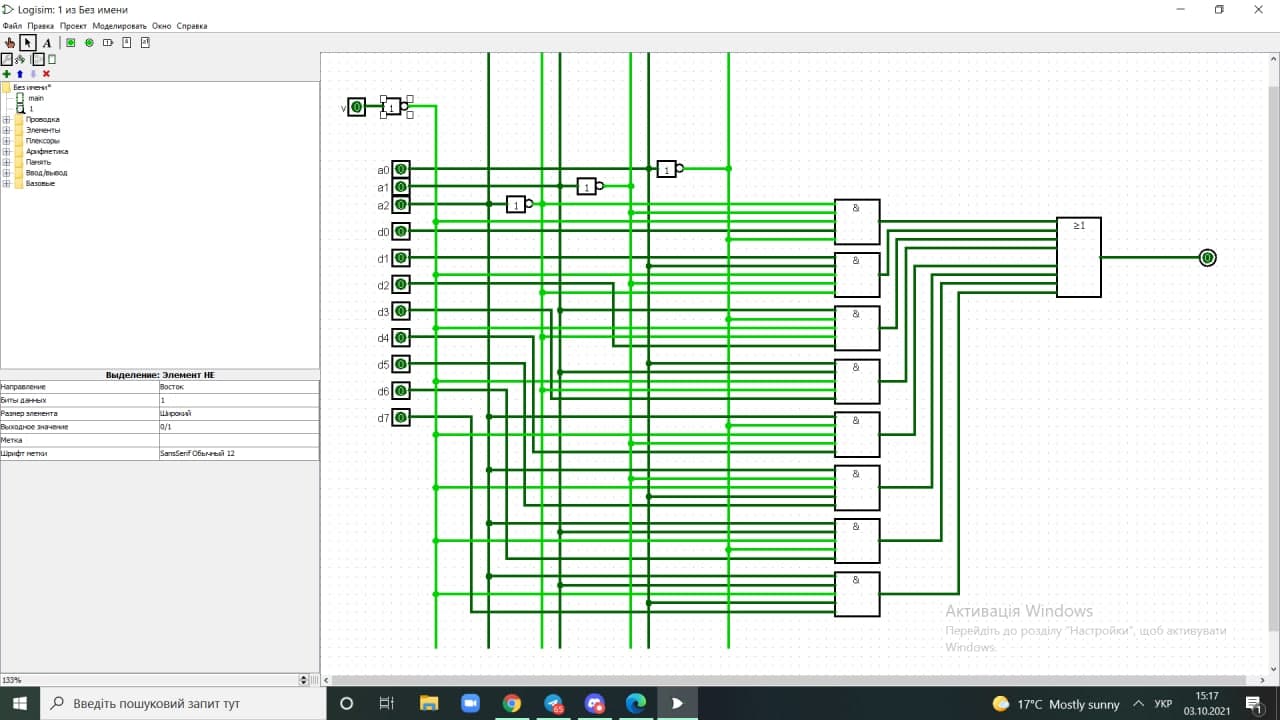 Logisim: 1 из Без имени
Файл Правка Проект Моделировать Окно Справка
A
Без имени*
main
1
Проводка
Элементы
Плексоры
Арифметика
Память
Ввод/вывод
Базовые
Выделение: Элемент НЕ
Направление Восток
Биты данных 1
Размер элемента Широкий
Выходное значение 0/1
Метка
Шрифт метки SansSerif Обычный 12
133%
v 0 1
a0 0 1
a1 0 1
a2 0 1
d0 0
d1 0
d2 0
d3 0
d4 0
d5 0
d6 0
d7 0
&
&
&
&
&
&
&
&
≥1
0
Активація Windows
Перейдіть до розділу "Настройки", щоб активувати
Windows.
Введіть пошуковий запит тут
17°C Mostly sunny
УКР
15:17
03.10.2021
1